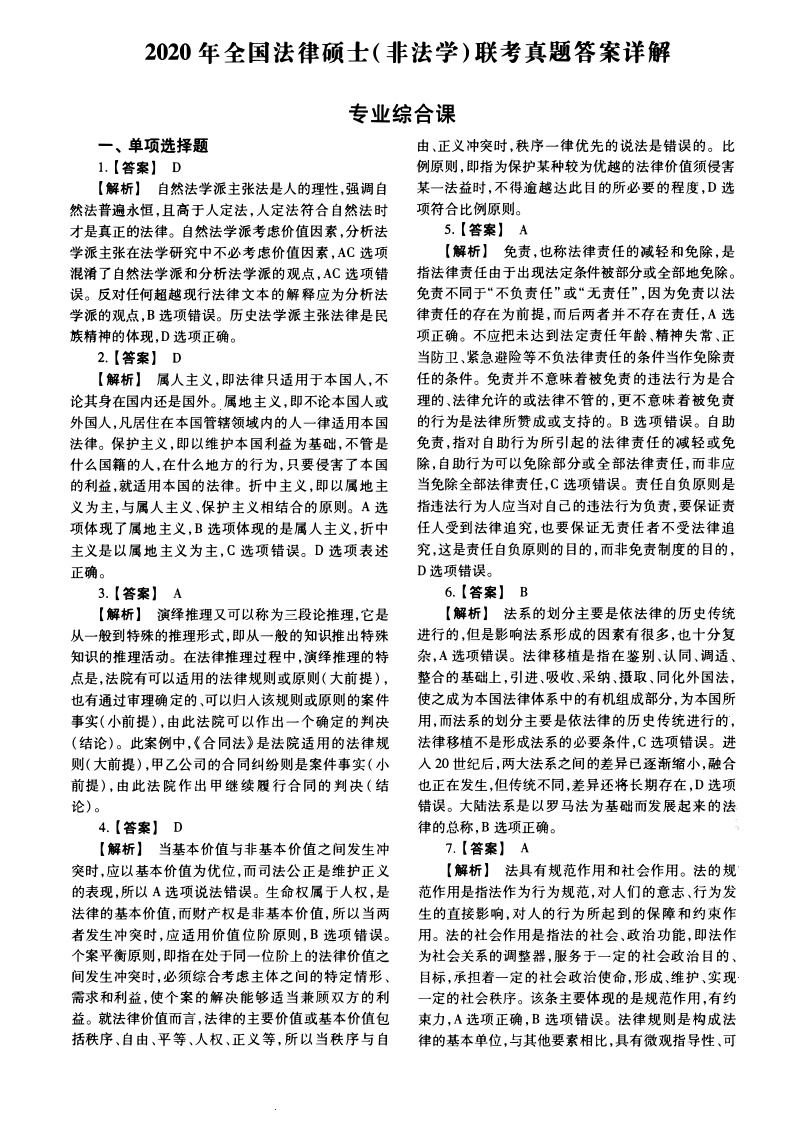 2020 年全国法律硕士(非法学)联考真题答案详解
专业综合课
一、单项选择题
1.【答案】 D
【解析】 自然法学派主张法是人的理性,强调自
然法普遍永恒,且高于人定法,人定法符合自然法时
才是真正的法律。自然法学派考虑价值因素,分析法
学派主张在法学研究中不必考虑价值因素,AC 选项
混淆了自然法学派和分析法学派的观点,AC 选项错
误。反对任何超越现行法律文本的解释应为分析法
学派的观点,B 选项错误。历史法学派主张法律是民
族精神的体现,D 选项正确。
2.【答案】 D
【解析】 属人主义,即法律只适用于本国人,不
论其身在国内还是国外。属地主义,即不论本国人或
外国人,凡居住在本国管辖领域内的人一律适用本国
法律。保护主义,即以维护本国利益为基础,不管是
什么国籍的人,在什么地方的行为,只要侵害了本国
的利益,就适用本国的法律。折中主义,即以属地主
义为主,与属人主义、保护主义相结合的原则。A 选
项体现了属地主义,B 选项体现的是属人主义,折中
主义是以属地主义为主,C 选项错误。D 选项表述
正确。
3.【答案】 A
【解析】 演绎推理又可以称为三段论推理,它是
从一般到特殊的推理形式,即从一般的知识推出特殊
知识的推理活动。在法律推理过程中,演绎推理的特
点是,法院有可以适用的法律规则或原则(大前提),
也有通过审理确定的、可以归入该规则或原则的案件
事实(小前提),由此法院可以作出一个确定的判决
(结论)。此案例中,《合同法》是法院适用的法律规
则(大前提),甲乙公司的合同纠纷则是案件事实(小
前提),由此法院作出甲继续履行合同的判决(结
论)。
4.【答案】 D
【解析】 当基本价值与非基本价值之间发生冲
突时,应以基本价值为优位,而司法公正是维护正义
的表现,所以 A 选项说法错误。生命权属于人权,是
法律的基本价值,而财产权是非基本价值,所以当两
者发生冲突时,应适用价值位阶原则,B 选项错误。
个案平衡原则,即指在处于同一位阶上的法律价值之
间发生冲突时,必须综合考虑主体之间的特定情形、
需求和利益,使个案的解决能够适当兼顾双方的利
益。就法律价值而言,法律的主要价值或基本价值包
括秩序、自由、平等、人权、正义等,所以当秩序与自
由、正义冲突时,秩序一律优先的说法是错误的。比
例原则,即指为保护某种较为优越的法律价值须侵害
某一法益时,不得逾越达此目的所必要的程度,D 选
项符合比例原则。
5.【答案】 A
【解析】 免责,也称法律责任的减轻和免除,是
指法律责任由于出现法定条件被部分或全部地免除。
免责不同于“不负责任”或“无责任”,因为免责以法
律责任的存在为前提,而后两者并不存在责任,A 选
项正确。不应把未达到法定责任年龄、精神失常、正
当防卫、紧急避险等不负法律责任的条件当作免除责
任的条件。免责并不意味着被免责的违法行为是合
理的、法律允许的或法律不管的,更不意味着被免责
的行为是法律所赞成或支持的。B 选项错误。自助
免责,指对自助行为所引起的法律责任的减轻或免
除,自助行为可以免除部分或全部法律责任,而非应
当免除全部法律责任,C 选项错误。责任自负原则是
指违法行为人应当对自己的违法行为负责,要保证责
任人受到法律追究,也要保证无责任者不受法律追
究,这是责任自负原则的目的,而非免责制度的目的,
D 选项错误。
6.【答案】 B
【解析】 法系的划分主要是依法律的历史传统
进行的,但是影响法系形成的因素有很多,也十分复
杂,A 选项错误。法律移植是指在鉴别、认同、调适、
整合的基础上,引进、吸收、采纳、摄取、同化外国法,
使之成为本国法律体系中的有机组成部分,为本国所
用,而法系的划分主要是依法律的历史传统进行的,
法律移植不是形成法系的必要条件,C 选项错误。进
入 20 世纪后,两大法系之间的差异已逐渐缩小,融合
也正在发生,但传统不同,差异还将长期存在,D 选项
错误。大陆法系是以罗马法为基础而发展起来的法
律的总称,B 选项正确。
7.【答案】 A
【解析】 法具有规范作用和社会作用。法的规
范作用是指法作为行为规范,对人们的意志、行为发
生的直接影响,对人的行为所起到的保障和约束作
用。法的社会作用是指法的社会、政治功能,即法作
为社会关系的调整器,服务于一定的社会政治目的、
目标,承担着一定的社会政治使命,形成、维护、实现
一定的社会秩序。该条主要体现的是规范作用,有约
束力,A 选项正确,B 选项错误。法律规则是构成法
律的基本单位,与其他要素相比,具有微观指导性、可